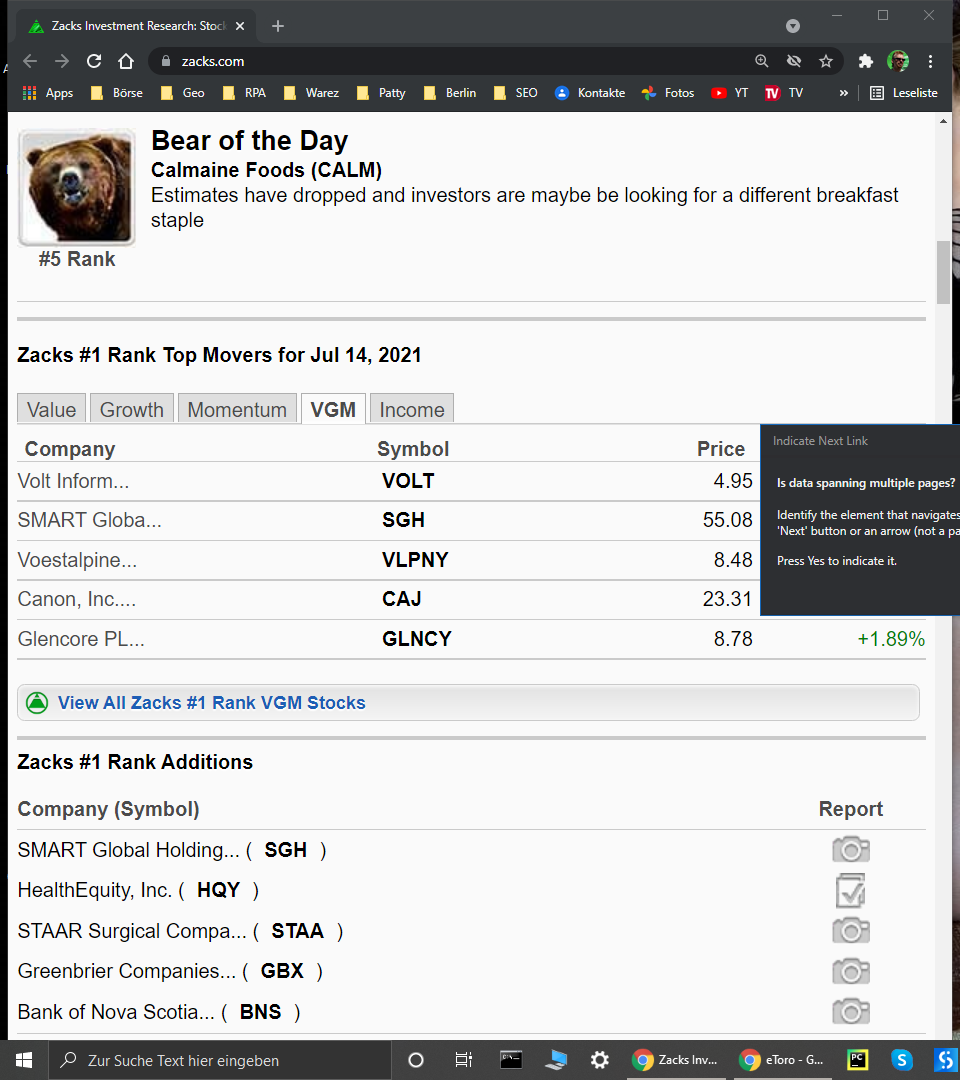 Zacks Investment Research: Stoc
zacks.com
Apps Börse Geo RPA Warez Patty Berlin SEO Kontakte Fotos YT TV TV » Leseliste
Bear of the Day
Calmaine Foods (CALM)
Estimates have dropped and investors are maybe be looking for a different breakfast
staple
#5 Rank
Zacks #1 Rank Top Movers for Jul 14, 2021
Value Growth Momentum VGM Income
Company Symbol Price
Volt Inform... VOLT 4.95
SMART Globa... SGH 55.08
Voestalpine... VLPNY 8.48
Canon, Inc.... CAJ 23.31
Glencore PL... GLNCY 8.78 +1.89%
Indicate Next Link
Is data spanning multiple pages?
Identify the element that navigates
'Next' button or an arrow (not a pa
Press Yes to indicate it.
View All Zacks #1 Rank VGM Stocks
Zacks #1 Rank Additions
Company (Symbol) Report
SMART Global Holding... ( SGH )
HealthEquity, Inc. ( HQY )
STAAR Surgical Compa... ( STAA )
Greenbrier Companies... ( GBX )
Bank of Nova Scotia... ( BNS )
Zur Suche Text hier eingeben
Zacks Inv...
eToro - G...
PC
S